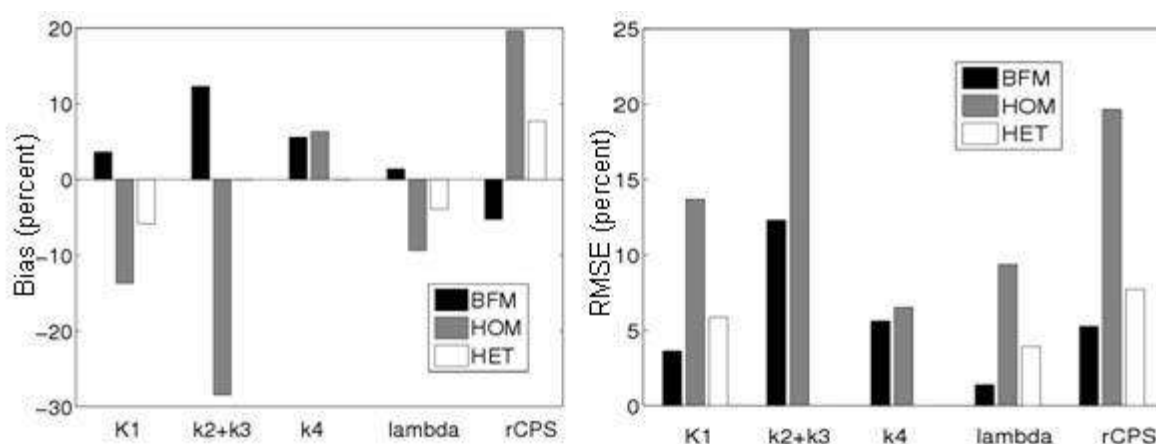 Bias (percent)
20
10
0
-10
-20
-30
BFM
HOM
HET
K1 k2+k3 k4 lambda rCPS
RMSE (percent)
25
20
15
10
5
0
BFM
HOM
HET
K1 k2+k3 k4 lambda rCPS